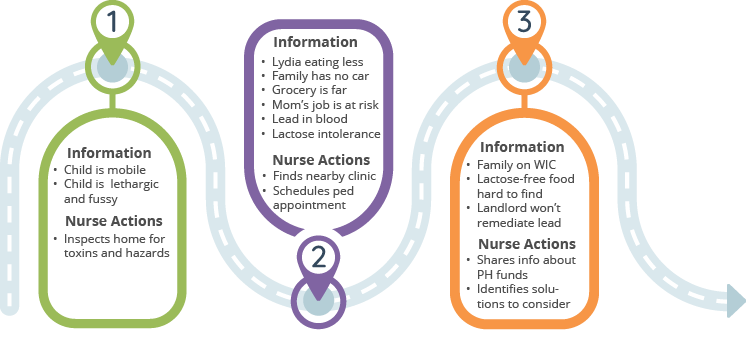 1
Information
• Child is mobile
• Child is lethargic
and fussy
Nurse Actions
• Inspects home for
toxins and hazards
Information
• Lydia eating less
• Family has no car
• Grocery is far
• Mom's job is at risk
• Lead in blood
• Lactose intolerance
Nurse Actions
• Finds nearby clinic
• Schedules ped
appointment
2
3
Information
• Family on WIC
• Lactose-free food
hard to find
• Landlord won't
remediate lead
Nurse Actions
• Shares info about
PH funds
• Identifies solu-
tions to consider